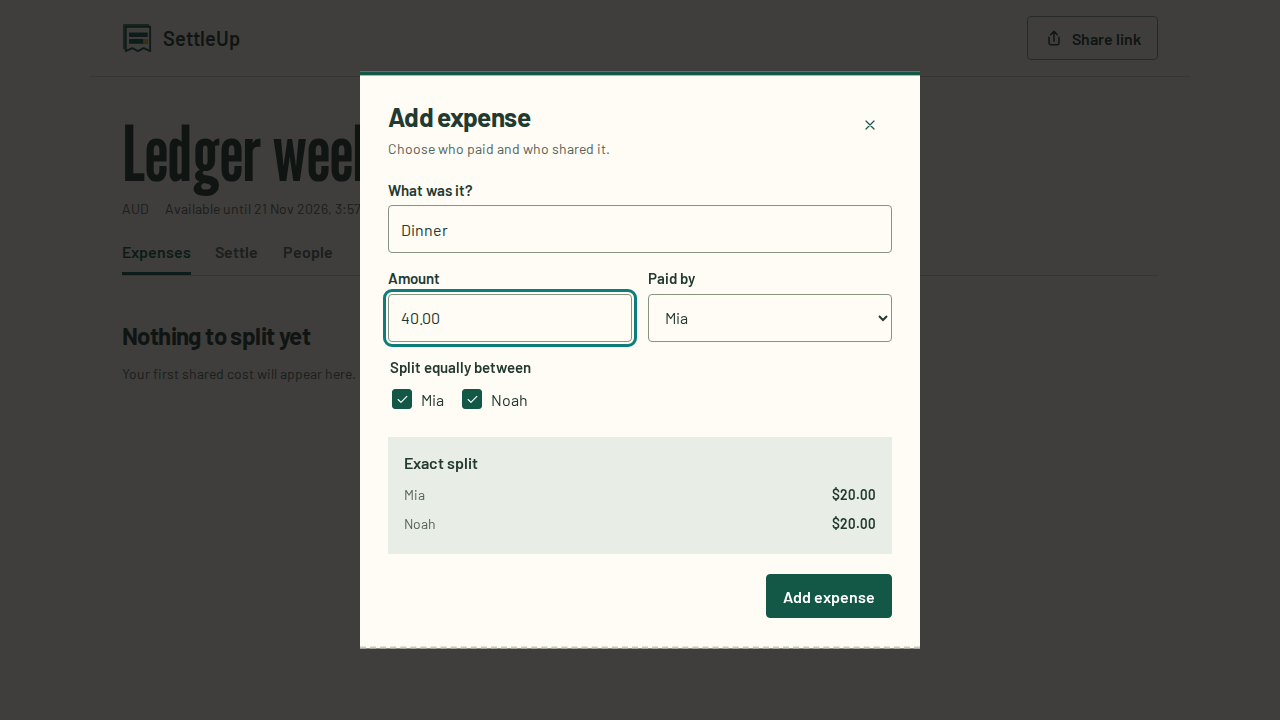 SettleUp
Share link
Ledger
AUD Available until 21 Nov 2026, 3:57
Expenses Settle People
Nothing to split yet
Your first shared cost will appear here.
Add expense
Choose who paid and who shared it.
What was it?
Dinner
Amount Paid by
40.00 Mia
Split equally between
Mia Noah
Exact split
Mia $20.00
Noah $20.00
Add expense